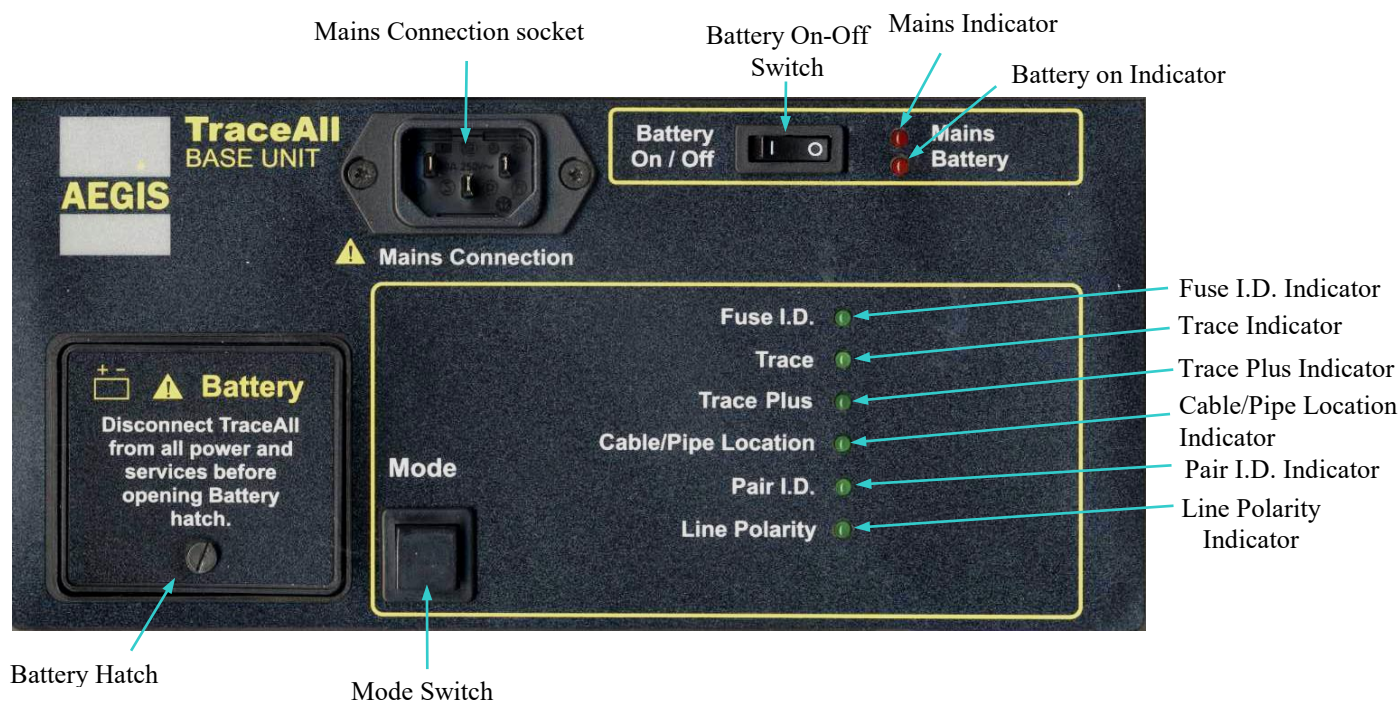 Mains Connection socket
Battery On-Off
Switch
Mains Indicator
Battery on Indicator
AEGIS
TraceAll
BASE UNIT
Battery
On / Off
I O
Mains
Battery
Mains Connection
Fuse I.D.
Trace
Trace Plus
Cable/Pipe Location
Pair I.D.
Line Polarity
Fuse I.D. Indicator
Trace Indicator
Trace Plus Indicator
Cable/Pipe Location
Indicator
Pair I.D. Indicator
Line Polarity
Indicator
+ -
Battery
Disconnect TraceAll
from all power and
services before
opening Battery
hatch.
Mode
Battery Hatch
Mode Switch